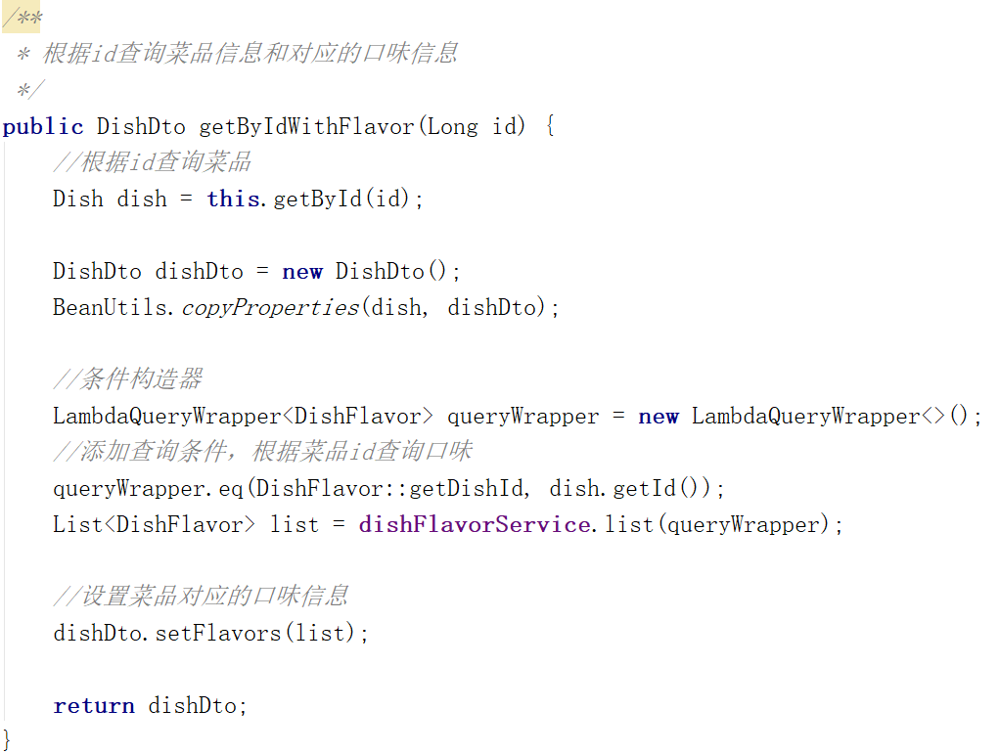 /**
 * 根据id查询菜品信息和对应的口味信息
 */
public DishDto getByIdWithFlavor(Long id) {
    //根据id查询菜品
    Dish dish = this.getById(id);

    DishDto dishDto = new DishDto();
    BeanUtils.copyProperties(dish, dishDto);

    //条件构造器
    LambdaQueryWrapper<DishFlavor> queryWrapper = new LambdaQueryWrapper<>();
    //添加查询条件，根据菜品id查询口味
    queryWrapper.eq(DishFlavor::getDishId, dish.getId());
    List<DishFlavor> list = dishFlavorService.list(queryWrapper);

    //设置菜品对应的口味信息
    dishDto.setFlavors(list);

    return dishDto;
}